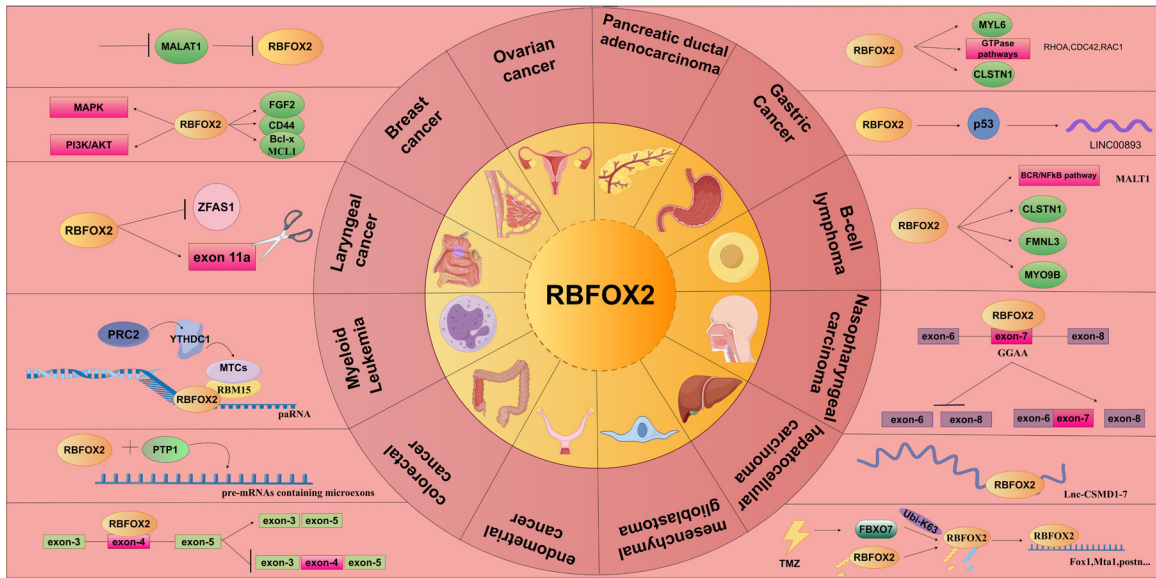 MALAT1
RBFOX2
MAPK
PI3K/AKT
RBFOX2
FGF2
CD44
Bcl-x
MCL1
RBFOX2
ZFAS1
exon 11a
PRC2
YTHDC1
MTCs
RBM15
RBFOX2
paRNA
RBFOX2
PTP1
pre-mRNAs containing microexons
RBFOX2
exon-3
exon-4
exon-5
exon-3
exon-5
exon-3
exon-4
exon-5
Ovarian
cancer
Breast
cancer
Laryngeal
cancer
Myeloid
Leukemia
colorectal
cancer
endometrial
cancer
mesenchymal
glioblastoma
hepatocellular
carcinoma
Nasopharyngeal
carcinoma
B-cell
lymphoma
Gastric
Cancer
Pancreatic ductal
adenocarcinoma
RBFOX2
RBFOX2
MYL6
GTPase
pathways
RHOA,CDC42,RAC1
CLSTN1
RBFOX2
p53
LINC00893
RBFOX2
BCR/NFkB pathway
MALT1
CLSTN1
FMNL3
MYO9B
RBFOX2
exon-6
exon-7
exon-8
GGAA
exon-6
exon-8
exon-6
exon-7
exon-8
RBFOX2
Lnc-CSMD1-7
TMZ
FBXO7
RBFOX2
Ubi-K63
RBFOX2
RBFOX2
Fox1,Mta1,postn...